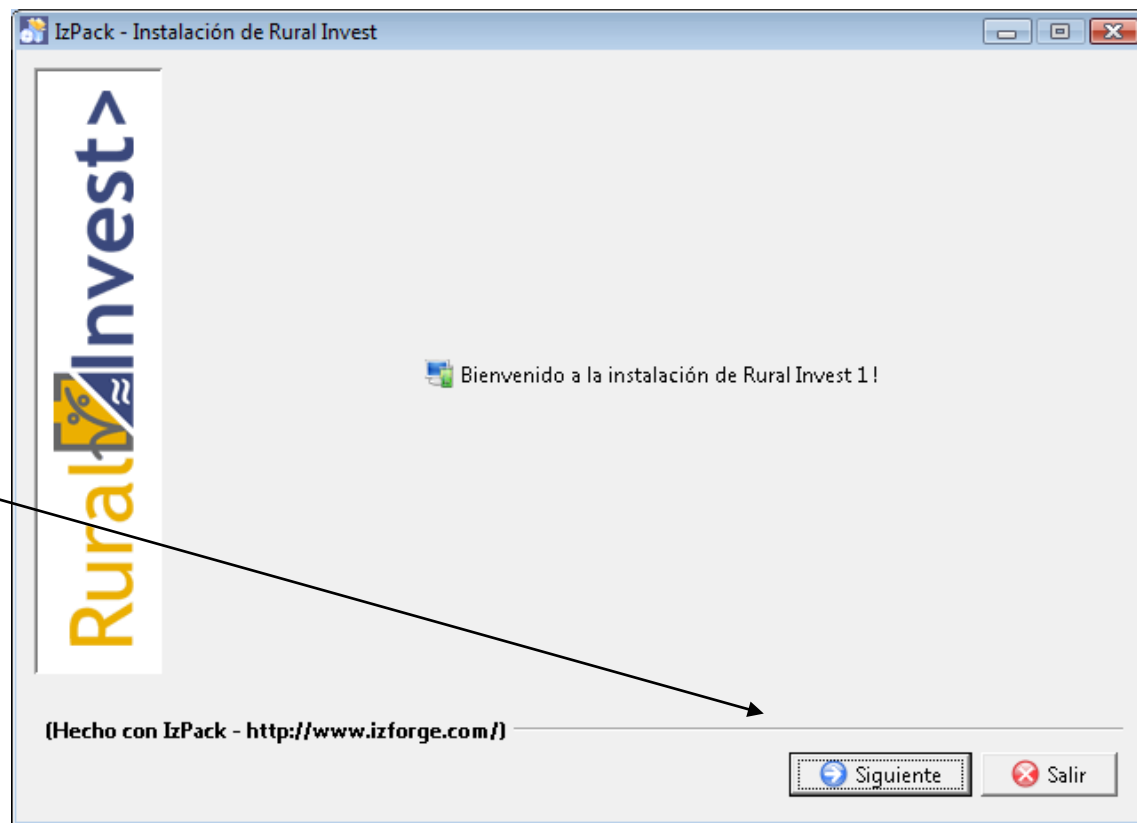 IzPack - Instalación de Rural Invest
Rural Invest>
Bienvenido a la instalación de Rural Invest 1!
(Hecho con IzPack - http://www.izforge.com/)
Siguiente
Salir